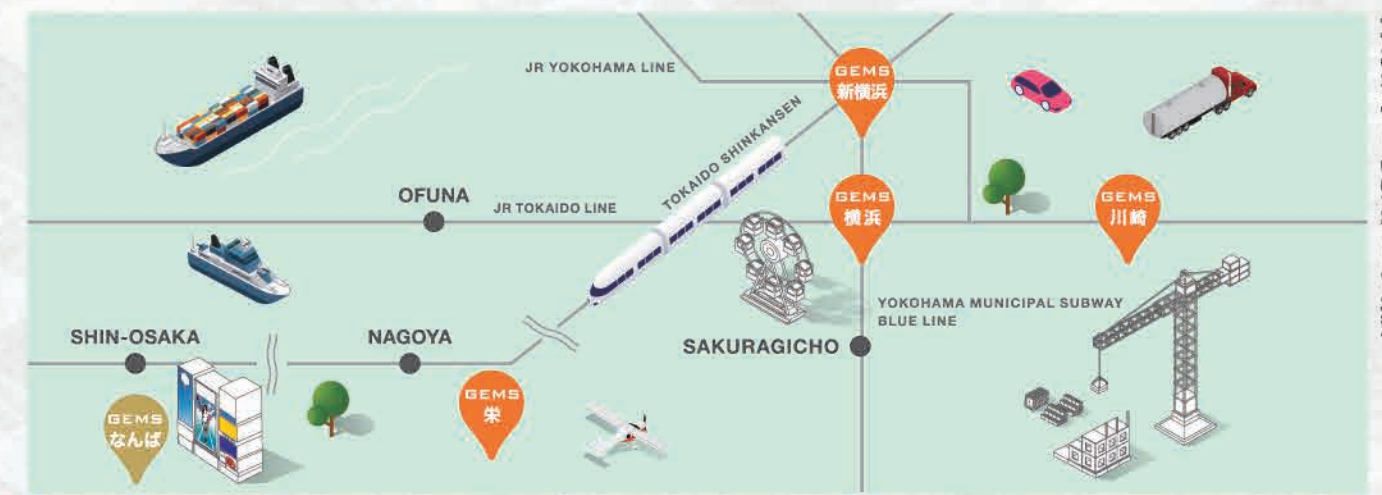 JR YOKOHAMA LINE
GEMS
新横浜
TOKAIDO SHINKANSEN
OFUNA
JR TOKAIDO LINE
GEMS
横浜
GEMS
川崎
YOKOHAMA MUNICIPAL SUBWAY
BLUE LINE
SHIN-OSAKA
NAGOYA
SAKURAGICHO
GEMS
栄
GEMS
なんば